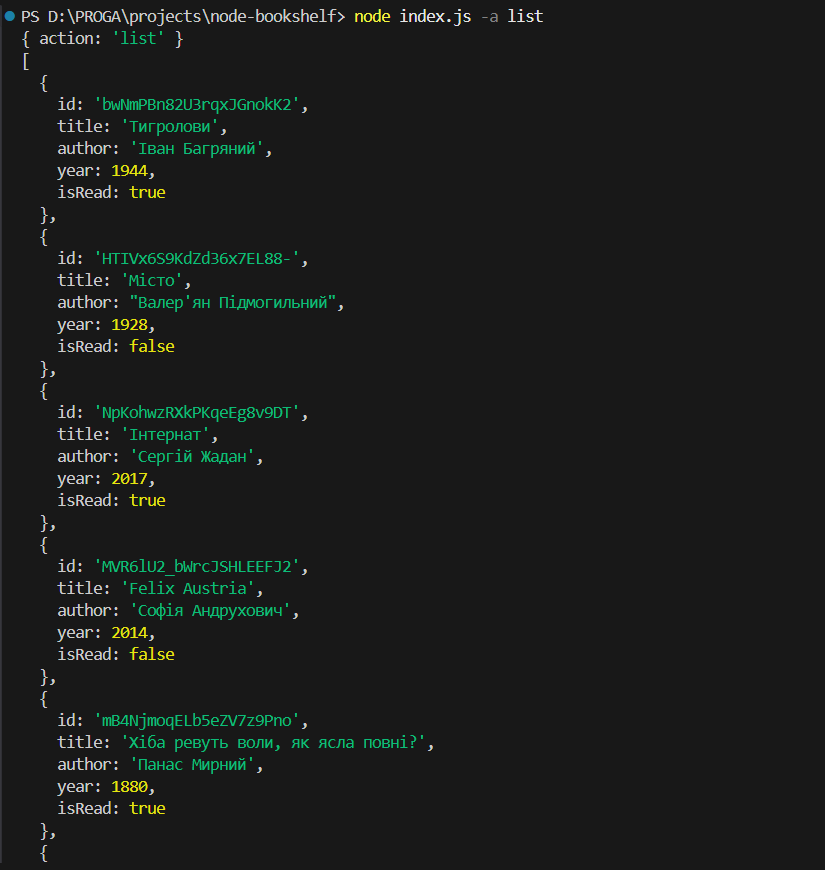 PS D:\PROGA\projects\node-bookshelf> node index.js -a list
{ action: 'list' }
[
  {
    id: 'bwNmPBn82U3rqxJGnokK2',
    title: 'Тигролови',
    author: 'Іван Багряний',
    year: 1944,
    isRead: true
  },
  {
    id: 'HTIVx6S9KdZd36x7EL88-',
    title: 'Місто',
    author: "Валер'ян Підмогильний",
    year: 1928,
    isRead: false
  },
  {
    id: 'NpKohwzRXkPKqeEg8v9DT',
    title: 'Інтернат',
    author: 'Сергій Жадан',
    year: 2017,
    isRead: true
  },
  {
    id: 'MVR6lU2_bWrcJSHLEEFJ2',
    title: 'Felix Austria',
    author: 'Софія Андрухович',
    year: 2014,
    isRead: false
  },
  {
    id: 'mB4NjmoqELb5eZV7z9Pno',
    title: 'Хіба ревуть воли, як ясла повні?',
    author: 'Панас Мирний',
    year: 1880,
    isRead: true
  },
  {